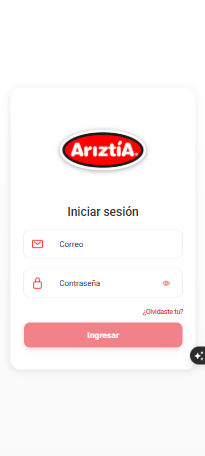 Ariztía
Iniciar sesión
Correo
Contraseña
¿Olvidaste tu?
Ingresar